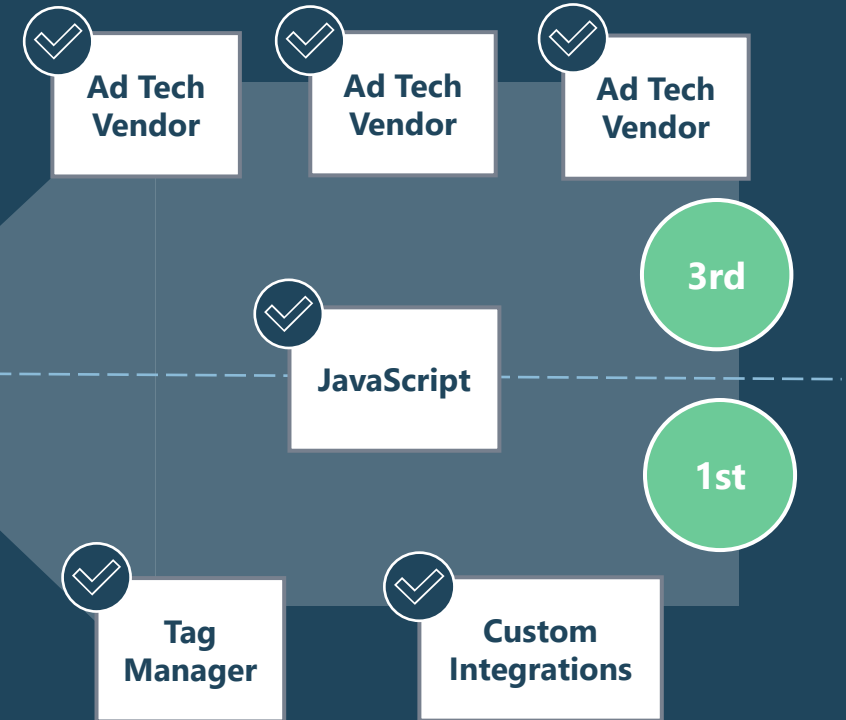 Ad Tech
Vendor
Ad Tech
Vendor
Ad Tech
Vendor
3rd
JavaScript
1st
Tag
Manager
Custom
Integrations